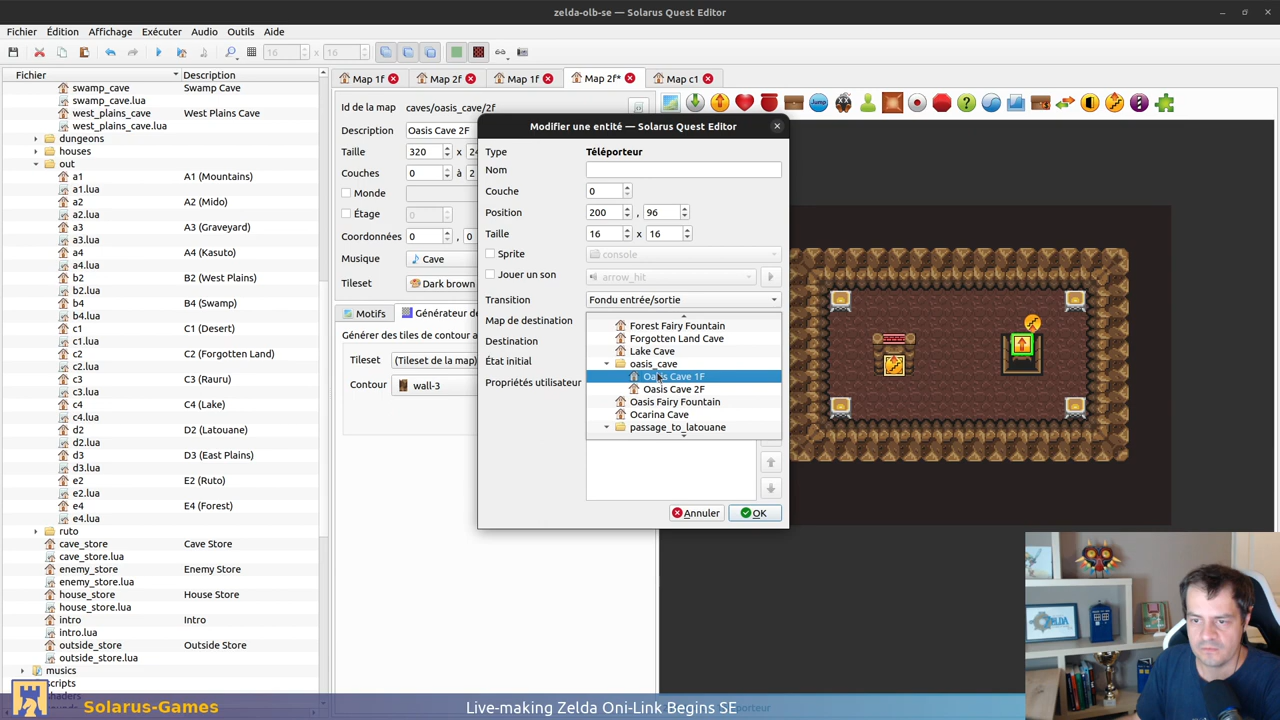 zelda-olb-se — Solarus Quest Editor
Fichier Édition Affichage Exécuter Audio Outils Aide
16 x 16
Fichier Description
swamp_cave Swamp Cave
swamp_cave.lua
west_plains_cave West Plains Cave
west_plains_cave.lua
dungeons
houses
out
a1 A1 (Mountains)
a1.lua
a2 A2 (Mido)
a2.lua
a3 A3 (Graveyard)
a3.lua
a4 A4 (Kasuto)
a4.lua
b2 B2 (West Plains)
b2.lua
b4 B4 (Swamp)
b4.lua
c1 C1 (Desert)
c1.lua
c2 C2 (Forgotten Land)
c2.lua
c3 C3 (Rauru)
c3.lua
c4 C4 (Lake)
c4.lua
d2 D2 (Latouane)
d2.lua
d3 D3 (East Plains)
d3.lua
e2 E2 (Ruto)
e2.lua
e4 E4 (Forest)
e4.lua
ruto
cave_store Cave Store
cave_store.lua
enemy_store Enemy Store
enemy_store.lua
house_store House Store
house_store.lua
intro Intro
intro.lua
outside_store Outside Store
outside_store.lua
musics
scripts
Map 1f Map 2f Map 1f Map 2f* Map c1
Id de la map caves/oasis_cave/2f
Description Oasis Cave 2F
Taille 320 x 24
Couches 0 à 2
Monde
Étage 0
Coordonnées 0 , 0
Musique Cave
Tileset Dark brown
Motifs Générateur de
Générer des tiles de contour a
Tileset (Tileset de la map)
Contour wall-3
Jump
Modifier une entité — Solarus Quest Editor
Type Téléporteur
Nom
Couche 0
Position 200 , 96
Taille 16 x 16
Sprite console
Jouer un son arrow_hit
Transition Fondu entrée/sortie
Map de destination
Destination
État initial
Propriétés utilisateur
Forest Fairy Fountain
Forgotten Land Cave
Lake Cave
oasis_cave
Oasis Cave 1F
Oasis Cave 2F
Oasis Fairy Fountain
Ocarina Cave
passage_to_latouane
Annuler OK
Solarus-Games
Live-making Zelda Oni-Link Begins SE